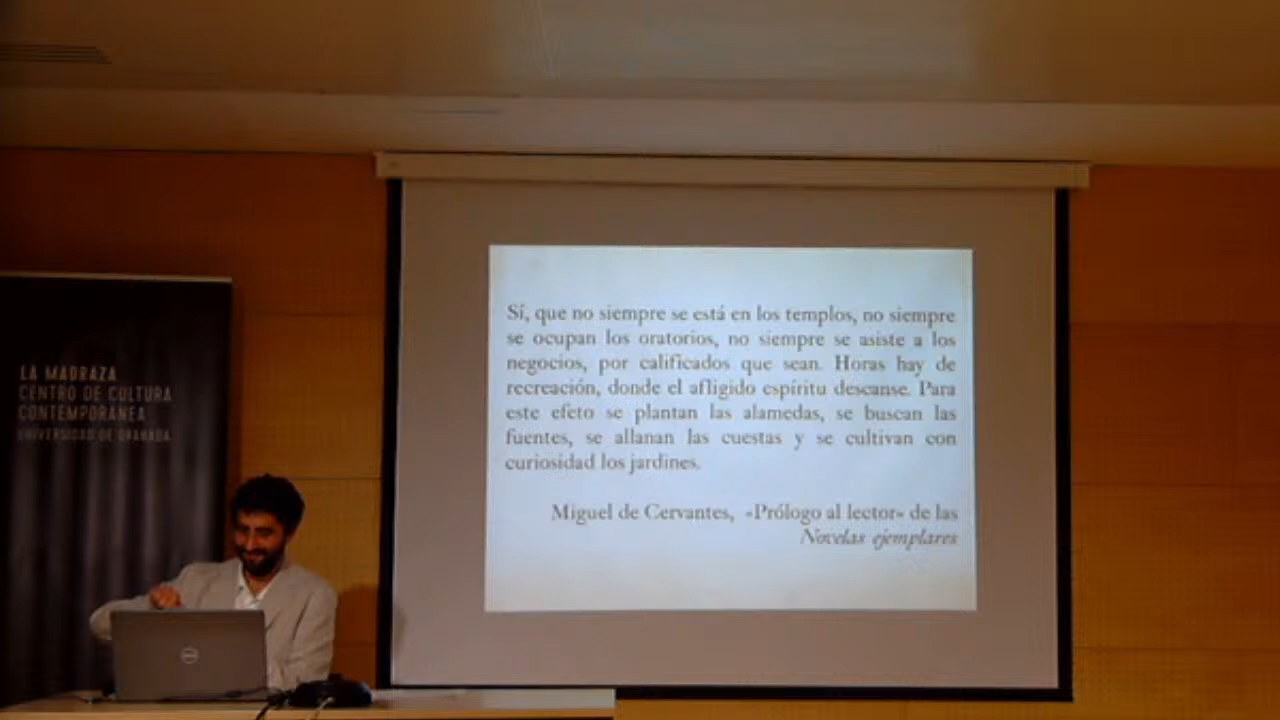 LA MADRAZA
CENTRO DE CULTURA
CONTEMPORÁNEA
UNIVERSIDAD DE GRANADA
Sí, que no siempre se está en los templos, no siempre
se ocupan los oratorios, no siempre se asiste a los
negocios, por calificados que sean. Horas hay de
recreación, donde el afligido espíritu descanse. Para
este efeto se plantan las alamedas, se buscan las
fuentes, se allanan las cuestas y se cultivan con
curiosidad los jardines.
Miguel de Cervantes, «Prólogo al lector» de las
Novelas ejemplares
DELL